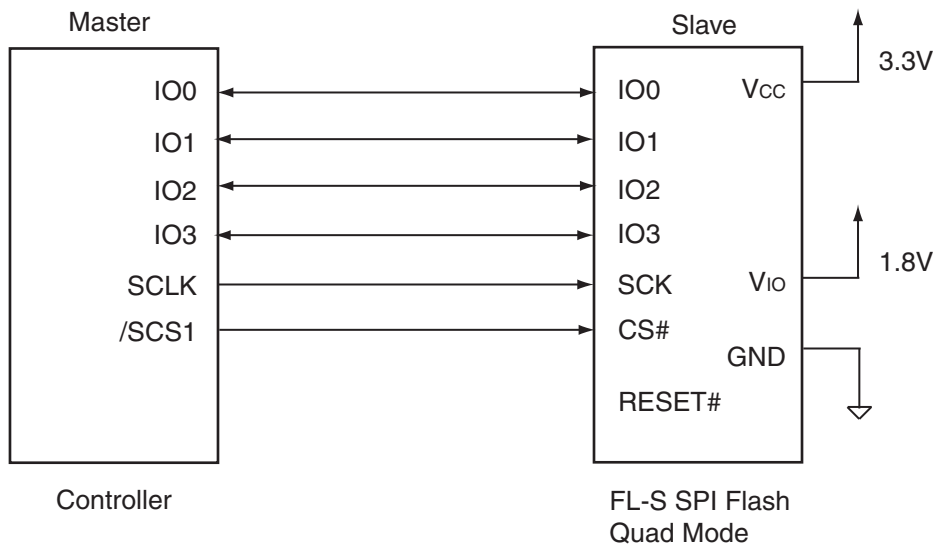 Master
IO0
IO1
IO2
IO3
SCLK
/SCS1
Controller
Slave
IO0
IO1
IO2
IO3
SCK
CS#
RESET#
VCC
VIO
GND
3.3V
1.8V
FL-S SPI Flash
Quad Mode